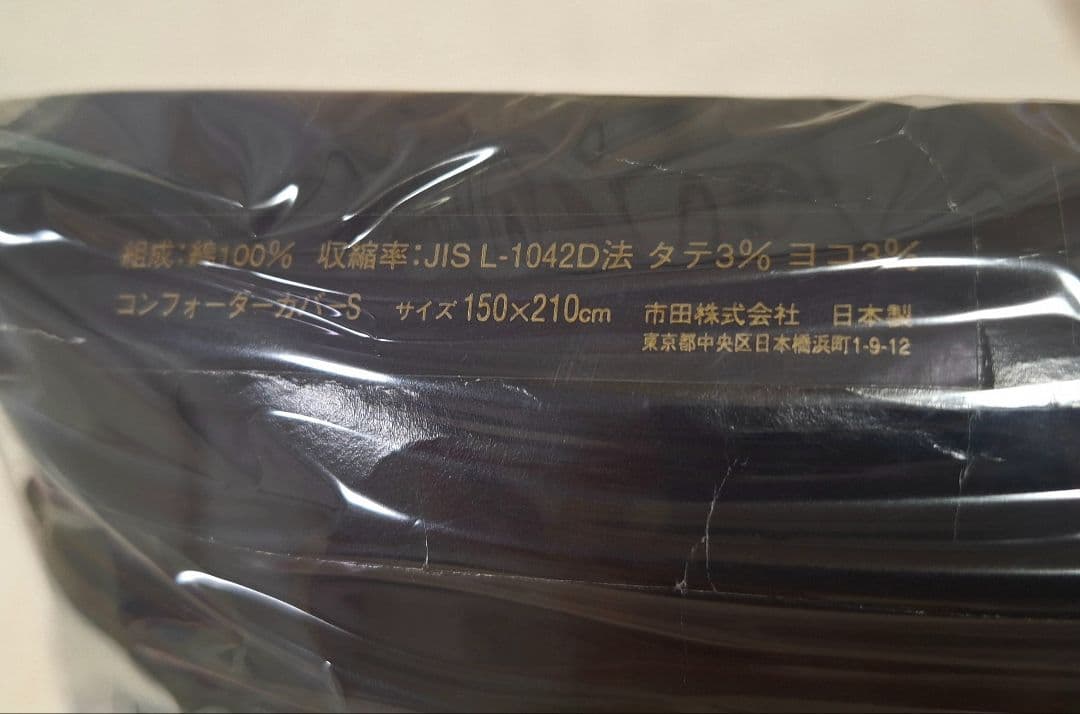 組成:綿100% 収縮率:JIS L-1042D法 タテ3% ヨコ3%
コンフォーターカバーS サイズ 150×210cm 市田株式会社 日本製
東京都中央区日本橋浜町1-9-12